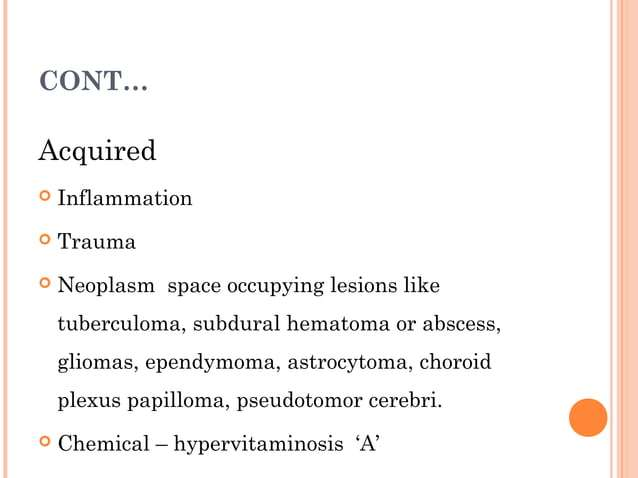 CONT…
Acquired
Inflammation
Trauma
Neoplasm  space occupying lesions like
tuberculoma, subdural hematoma or abscess,
gliomas, ependymoma, astrocytoma, choroid
plexus papilloma, pseudotomor cerebri.
Chemical – hypervitaminosis  ‘A’